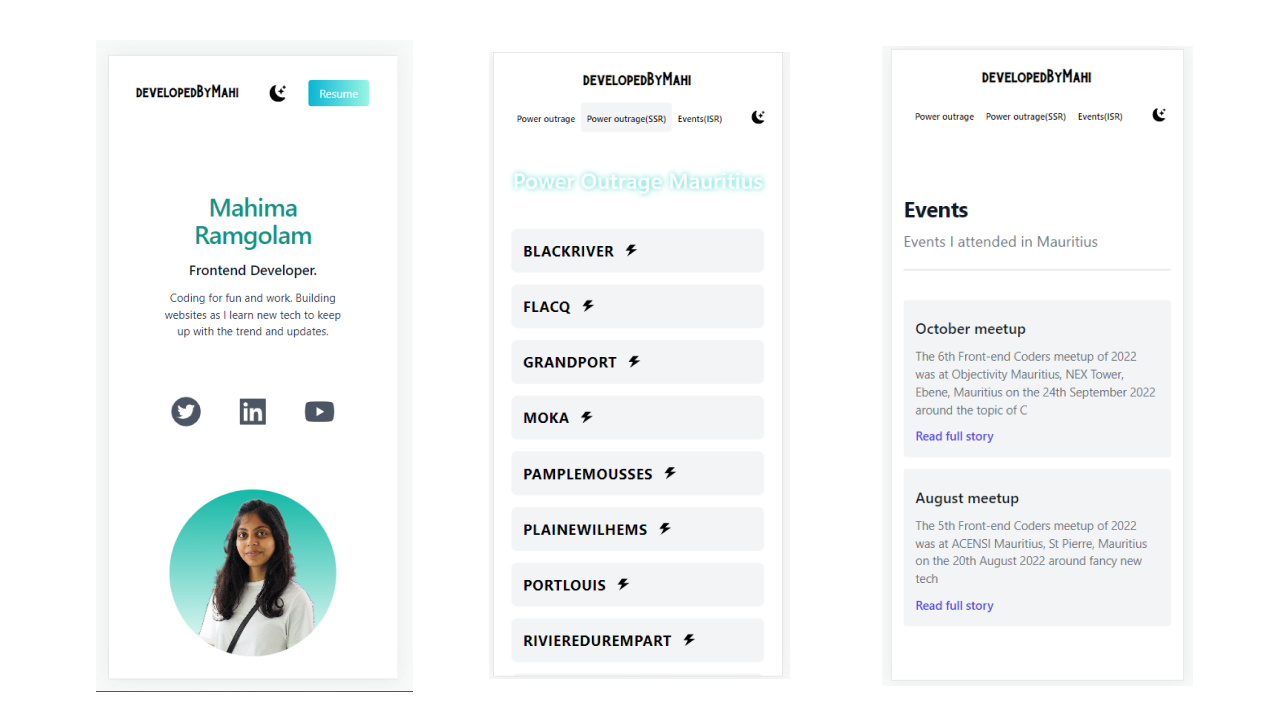 DEVELOPEDBYMAHI
Resume
Mahima
Ramgolam
Frontend Developer.
Coding for fun and work. Building
websites as I learn new tech to keep
up with the trend and updates.
in
DEVELOPEDBYMAHI
Power outrage Power outrage(SSR) Events(ISR)
Power Outrage Mauritius
BLACKRIVER
FLACQ
GRANDPORT
MOKA
PAMPLEMOUSSES
PLAINEWILHEMS
PORTLOUIS
RIVIEREDUREMPART
DEVELOPEDBYMAHI
Power outrage Power outrage(SSR) Events(ISR)
Events
Events I attended in Mauritius
October meetup
The 6th Front-end Coders meetup of 2022
was at Objectivity Mauritius, NEX Tower,
Ebene, Mauritius on the 24th September 2022
around the topic of C
Read full story
August meetup
The 5th Front-end Coders meetup of 2022
was at ACENSI Mauritius, St Pierre, Mauritius
on the 20th August 2022 around fancy new
tech
Read full story